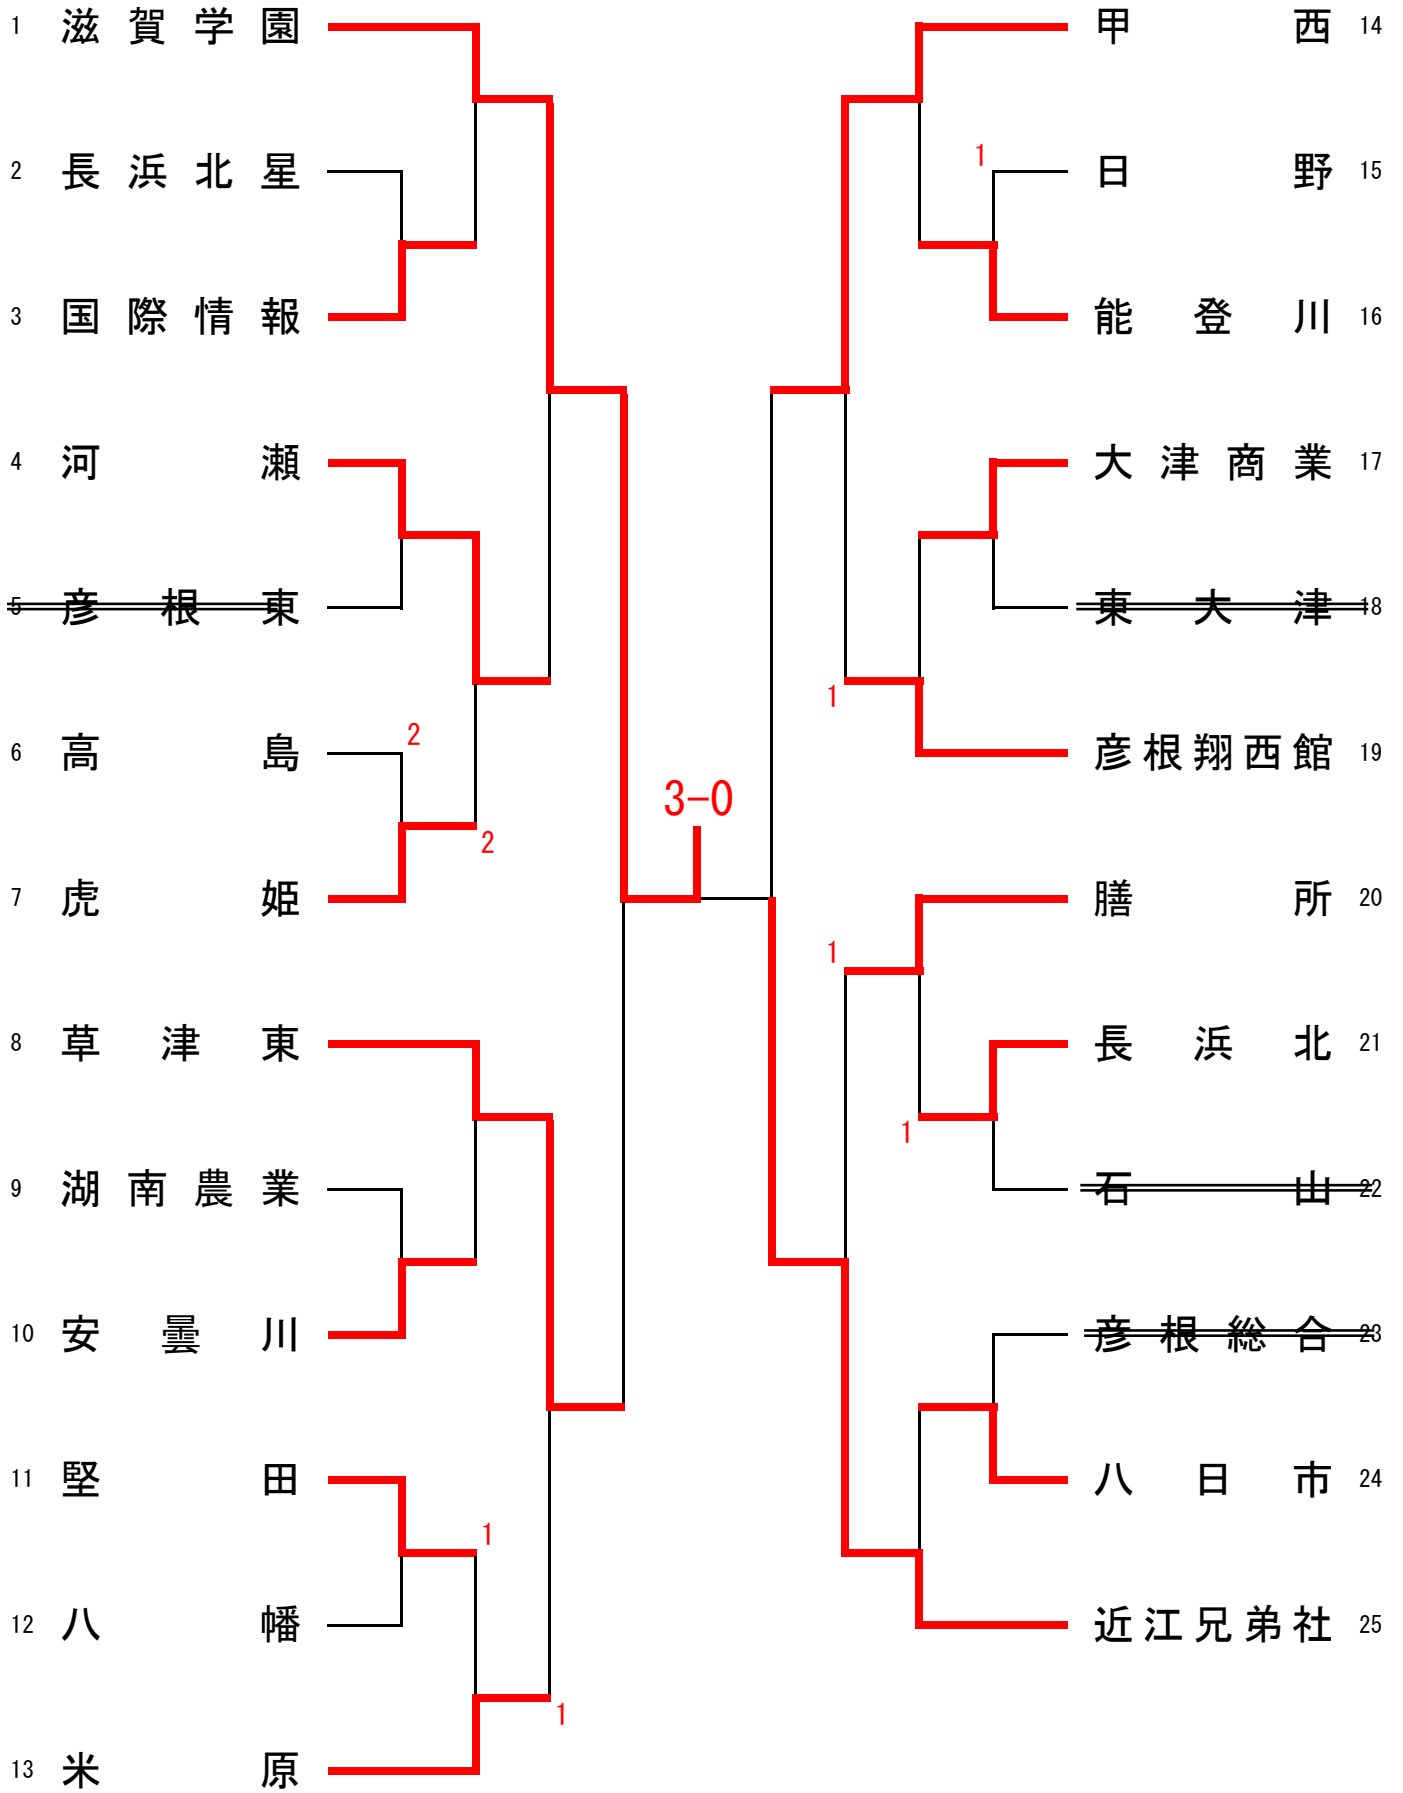 1 滋賀学園
2 長浜北星
3 国際情報
4 河瀬
5 彦根東
6 高島
2
7 虎姫
2
8 草津東
9 湖南農業
10 安曇川
11 堅田
1
12 八幡
13 米原
1
3-0
甲西 14
1
日野 15
能登川 16
大津商業 17
東大津 18
1
彦根翔西館 19
膳所 20
1
長浜北 21
1
石山 22
彦根総合 23
八日市 24
近江兄弟社 25